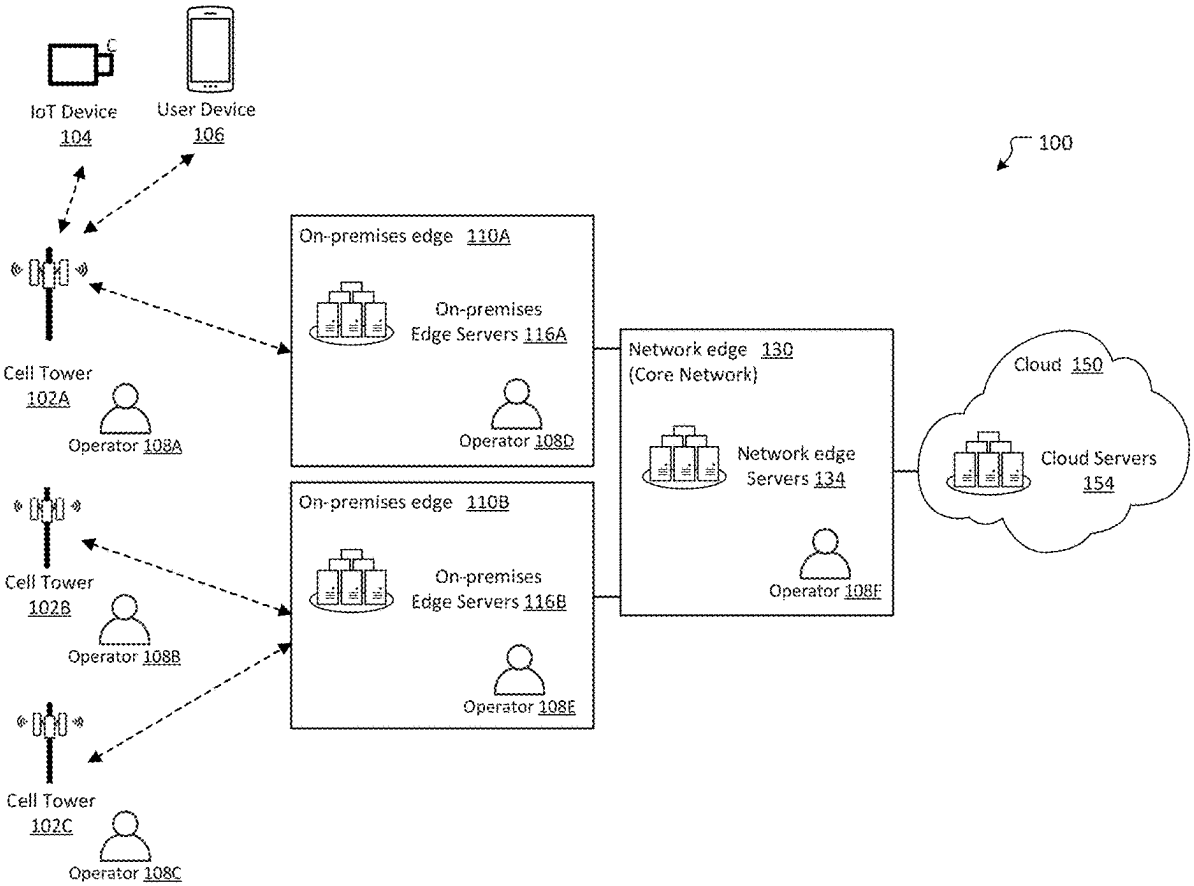 C
IoT Device
104
User Device
106
100
Cell Tower
102A
Operator 108A
On-premises edge 110A
On-premises
Edge Servers 116A
Operator 108D
Cell Tower
102B
Operator 108B
On-premises edge 110B
On-premises
Edge Servers 116B
Operator 108E
Cell Tower
102C
Operator 108C
Network edge 130
(Core Network)
Network edge
Servers 134
Operator 108F
Cloud 150
Cloud Servers
154